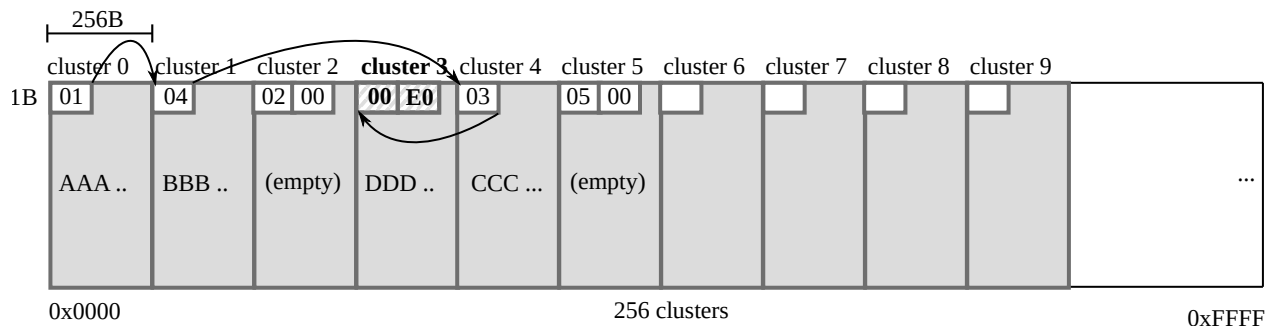 256B
cluster 0 cluster 1 cluster 2 cluster 3 cluster 4 cluster 5 cluster 6 cluster 7 cluster 8 cluster 9
1B 01 04 02 00 00 E0 03 05 00
AAA .. BBB .. (empty) DDD .. CCC ... (empty) ...
0x0000 256 clusters 0xFFFF